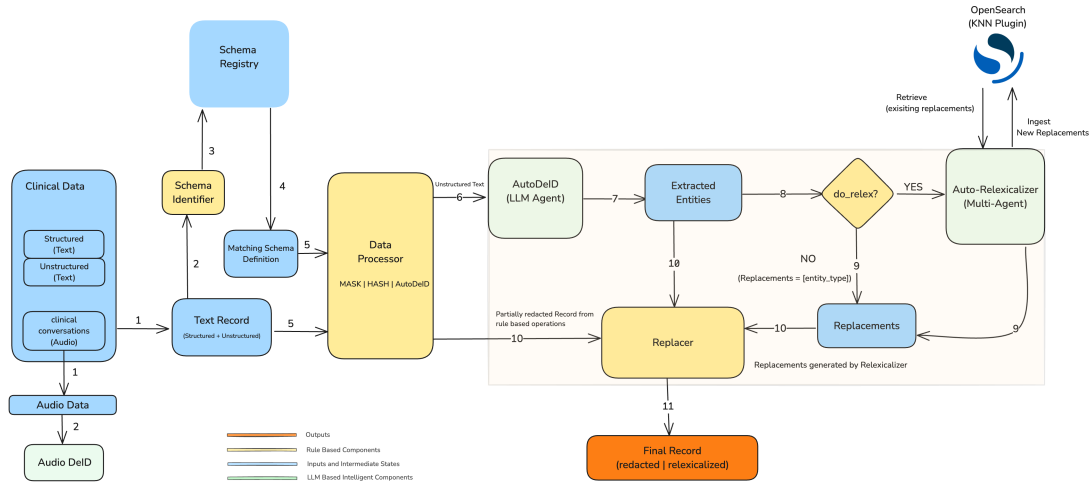 OpenSearch
(KNN Plugin)
Schema
Registry
Retrieve
(exisiting replacements)
Ingest
New Replacements
3
4
Clinical Data
Schema
Identifier
Unstructured Text
6
AutoDeID
(LLM Agent)
7
Extracted
Entities
8
do_relex?
YES
Auto-Relexicalizer
(Multi-Agent)
Structured
(Text)
Unstructured
(Text)
2
Matching Schema
Definition
5
Data
Processor
MASK | HASH | AutoDeID
10
NO
9
(Replacements = [entity_type])
clinical
conversations
(Audio)
1
Text Record
(Structured + Unstructured)
5
Partially redacted Record from
rule based operations
10
Replacer
10
Replacements
9
Replacements generated by Relexicalizer
1
Audio Data
2
Audio DeID
11
Outputs
Rule Based Components
Inputs and Intermediate States
LLM Based Intelligent Components
Final Record
(redacted | relexicalized)